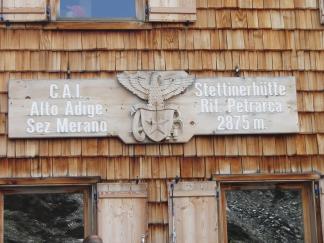 C.A.I.
Alto Adige
Sez Merano
Stettinerhütte
Rif. Petrarca
2875 m.